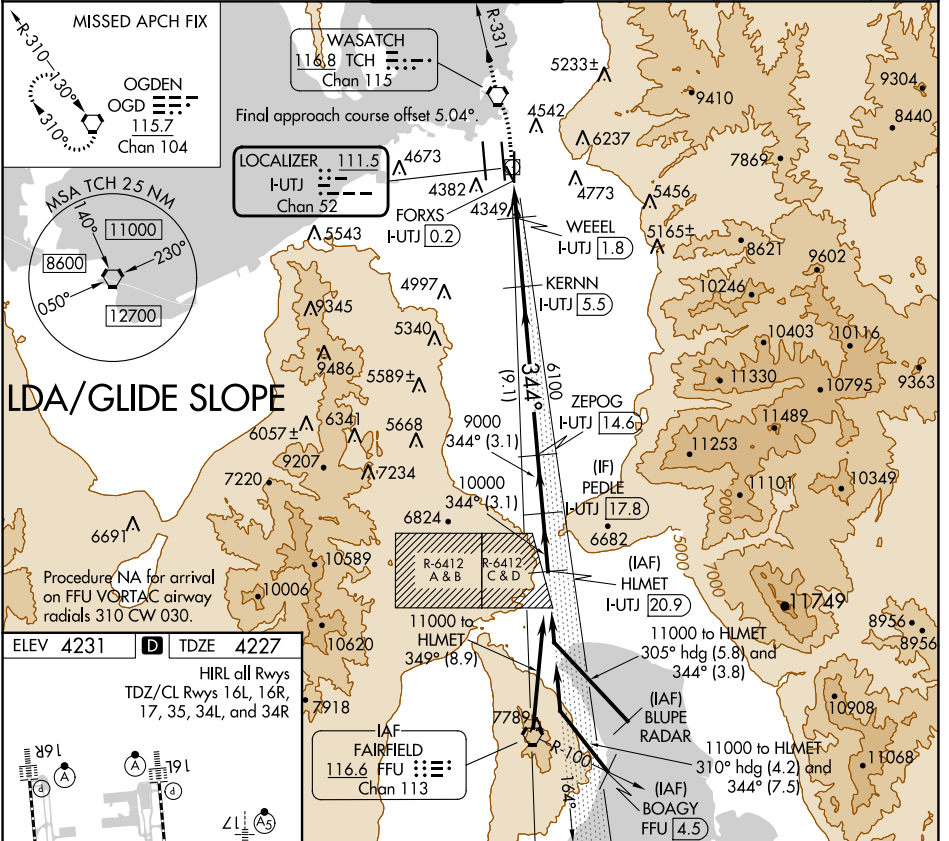 MISSED APCH FIX
R-310
130°
310°
OGDEN
OGD
115.7
Chan 104
WASATCH
116.8 TCH
Chan 115
R-331
Final approach course offset 5.04°.
LOCALIZER 111.5
I-UTJ
Chan 52
MSA TCH 25 NM
140°
11000
230°
8600
050°
12700
5233±
9304
9410
8440
4542
6237
7869
4673
4382
4773
5456
4349
FORXS
I-UTJ 0.2
WEEEL
I-UTJ 1.8
5165±
5543
8621
9602
4997
KERNN
I-UTJ 5.5
10246
9345
5340
10403
10116
9486
344°
6100
(9.1)
5589±
11330
10795
9363
LDA/GLIDE SLOPE
ZEPOG
I-UTJ 14.6
9000
344° (3.1)
6057±
6341
5668
11489
11253
9207
7234
7220
(IF)
PEDLE
I-UTJ 17.8
10000
344° (3.1)
11101
10349
9000
6691
6824
6682
5000
7000
R-6412
A & B
R-6412
C & D
10589
(IAF)
HLMET
I-UTJ 20.9
Procedure NA for arrival
on FFU VORTAC airway
radials 310 CW 030.
10006
11749
10620
11000 to
HLMET
349° (8.9)
11000 to HLMET
305° hdg (5.8) and
344° (3.8)
8956
8956
ELEV 4231
D
TDZE 4227
HIRL all Rwys
TDZ/CL Rwys 16L, 16R,
17, 35, 34L, and 34R
7918
7789
(IAF)
BLUPE
RADAR
10908
IAF
FAIRFIELD
116.6 FFU
Chan 113
R-100
164°
11000 to HLMET
310° hdg (4.2) and
344° (7.5)
11068
(IAF)
BOAGY
FFU 4.5
16R
A
P
A
16L
P
17
A5